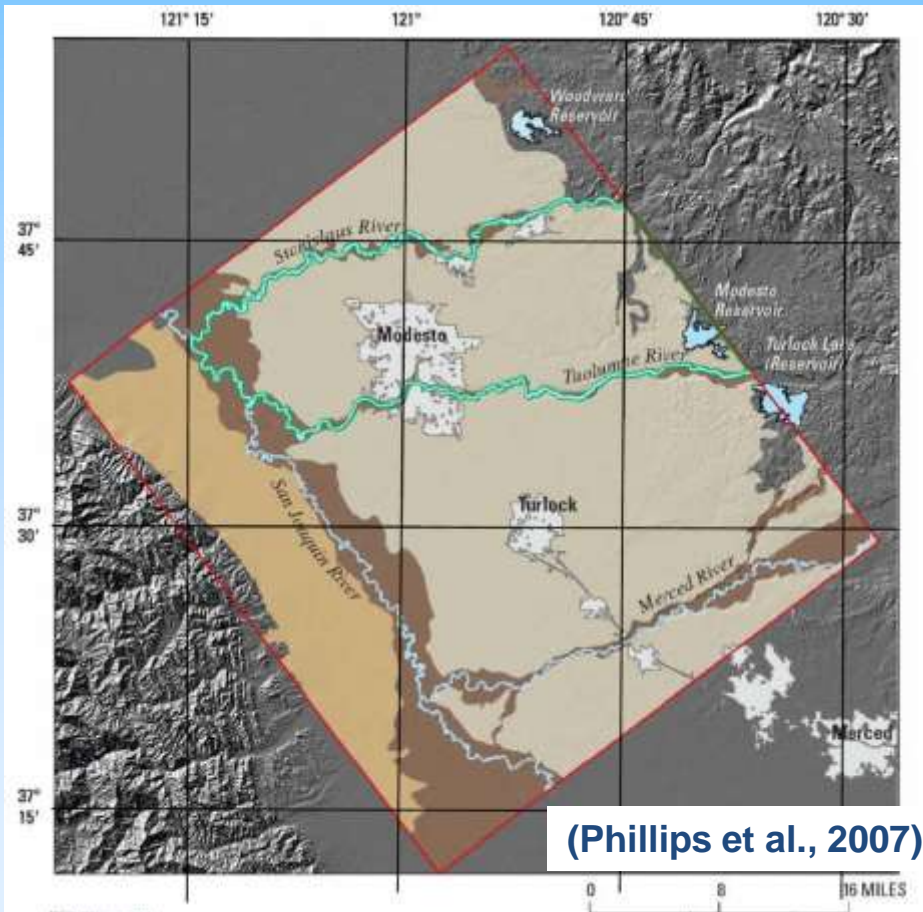 121° 15'
121°
120° 45'
120° 30'
Woodward
Reservoir
37°
45'
Stanislaus River
Modesto
Reservoir
Modesto
Tuolumne River
Turlock Lake
(Reservoir)
San Joaquin River
Turlock
37°
30'
Merced River
Merced
37°
15'
(Phillips et al., 2007)
0
8
16 MILES